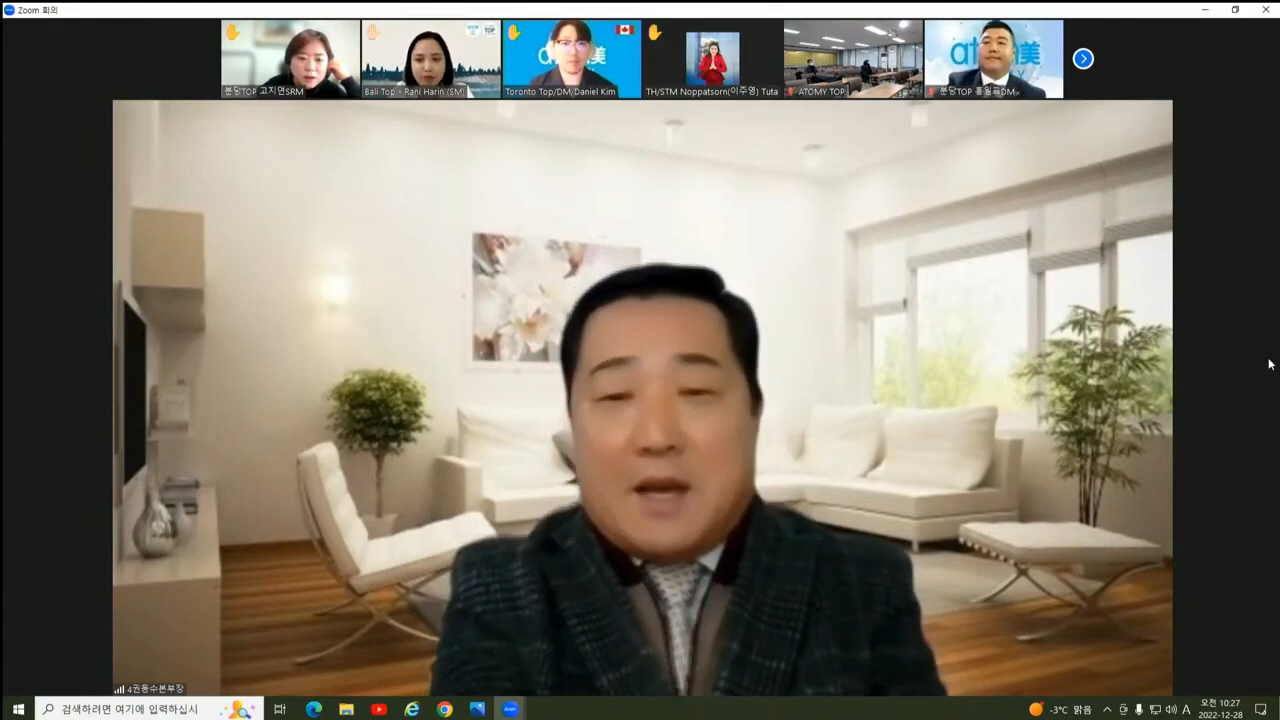 Zoom 회의
분당TOP 고지연SRM
Bali Top - Rani Harin (SM)
Toronto Top/DM/Daniel Kim
TH/STM Noppatsorn(이주영) Tuta
ATOMY TOP
분당TOP 홍일표DM
4권동수본부장
검색하려면 여기에 입력하십시
-3°C 맑음
A
오전 10:27
2022-12-28